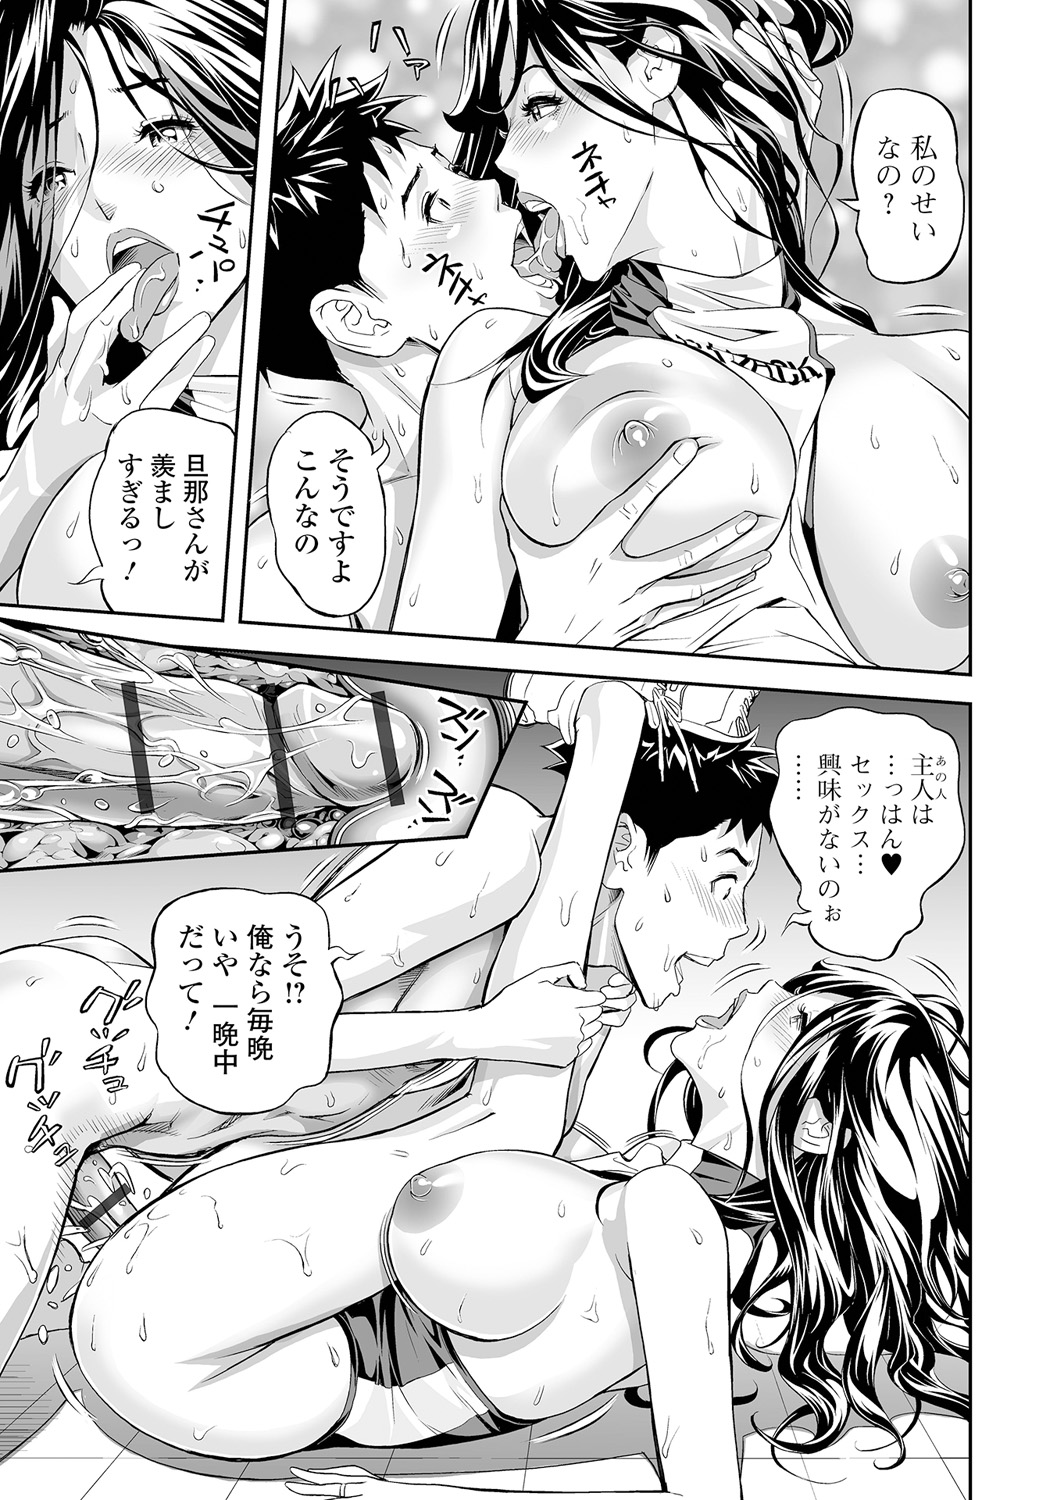 私のせい
なの？
ネチャ
ネチャ
そうですよ
こんなの
チュパ
旦那さんが
羨まし
すぎるっ！
主人は
あの人
…っはん♥
セックス…
興味がないのぉ
……
ズン
ズン
うそ!?
俺なら毎晩
いや 一晩中
だって！
グッ
チュ
グッ
チュ